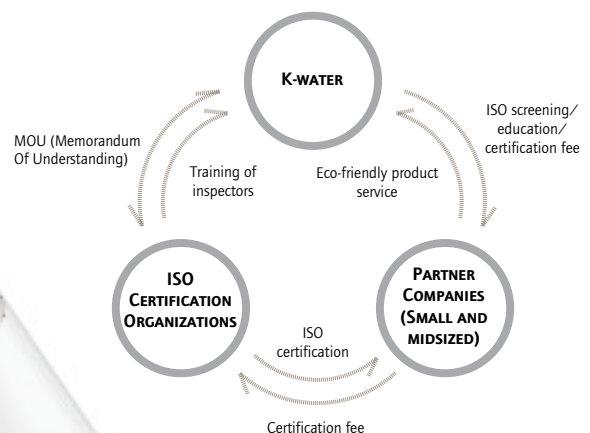 K-WATER
MOU (Memorandum
Of Understanding)
Training of
inspectors
Eco-friendly product
service
ISO screening/
education/
certification fee
ISO
CERTIFICATION
ORGANIZATIONS
PARTNER
COMPANIES
(SMALL AND
MIDSIZED)
ISO
certification
Certification fee